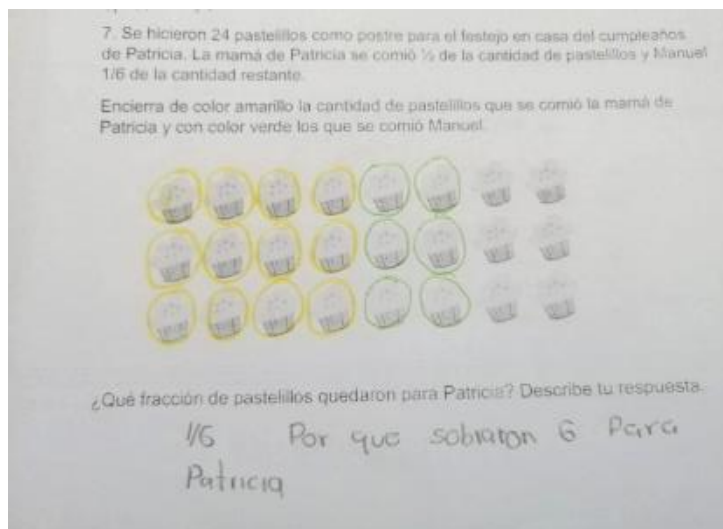 7. Se hicieron 24 pastelillos como postre para el festejo en casa del cumpleaños
de Patricia. La mamá de Patricia se comió ½ de la cantidad de pastelillos y Manuel
1/6 de la cantidad restante.
Encierra de color amarillo la cantidad de pastelillos que se comió la mamá de
Patricia y con color verde los que se comió Manuel.
¿Qué fracción de pastelillos quedaron para Patricia? Describe tu respuesta.
1/6 Por que sobraron 6 Para
Patricia